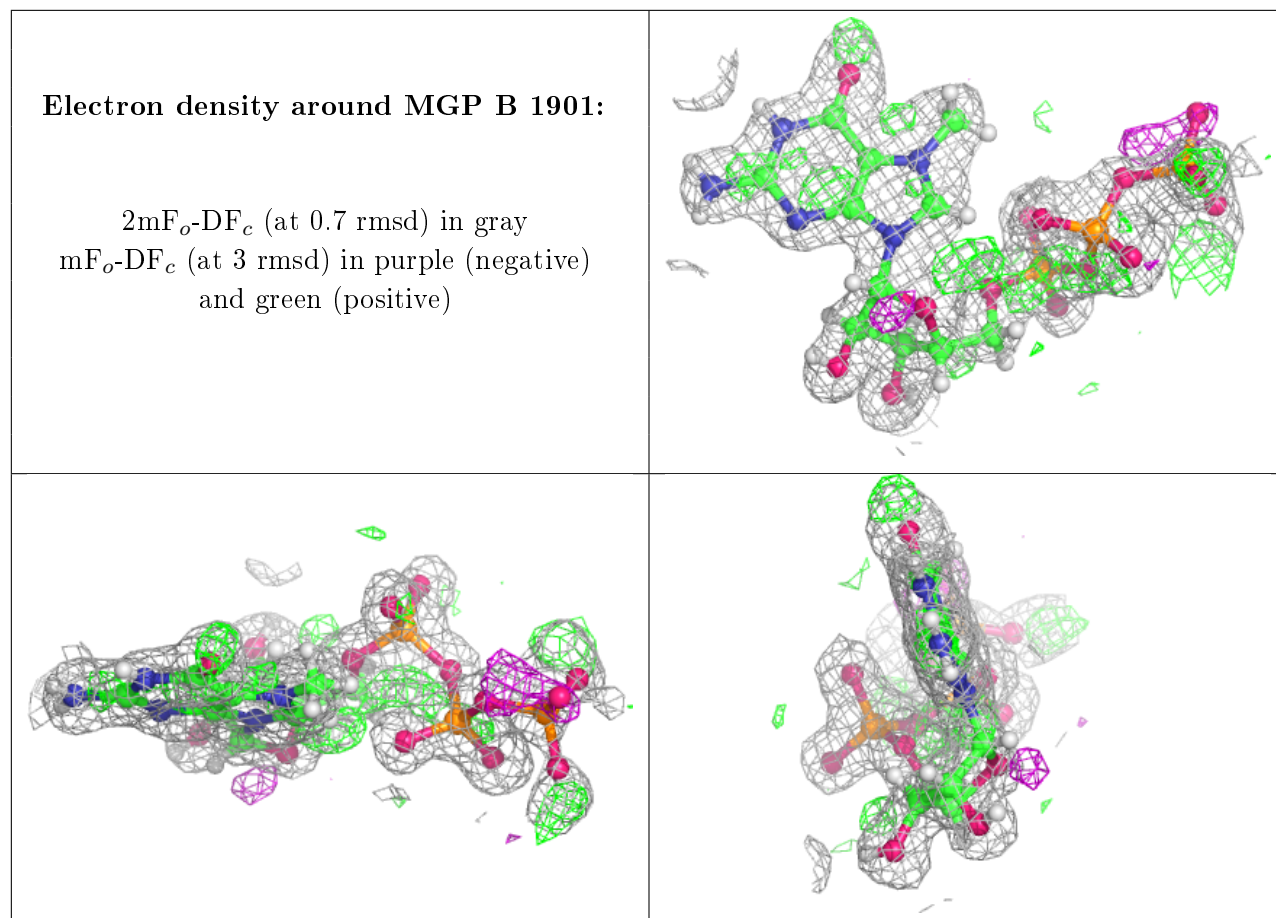 Electron density around MGP B 1901:
2mFo-DFc (at 0.7 rmsd) in gray
mFo-DFc (at 3 rmsd) in purple (negative)
and green (positive)